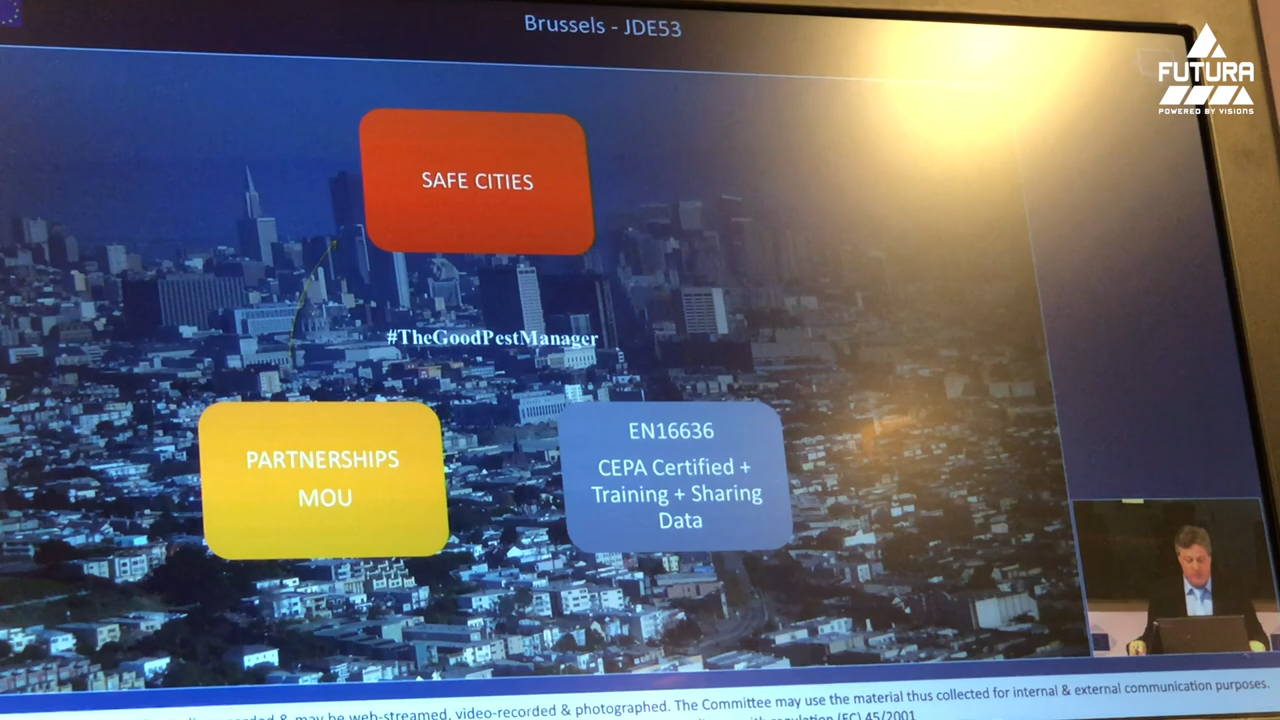 Brussels - JDE53
FUTURA
POWERED BY VISIONS
SAFE CITIES
#TheGoodPestManager
PARTNERSHIPS
MOU
EN16636
CEPA Certified +
Training + Sharing
Data
& may be web-streamed, video-recorded & photographed. The Committee may use the material thus collected for internal & external communication purposes.
with regulation (EC) 45/2001